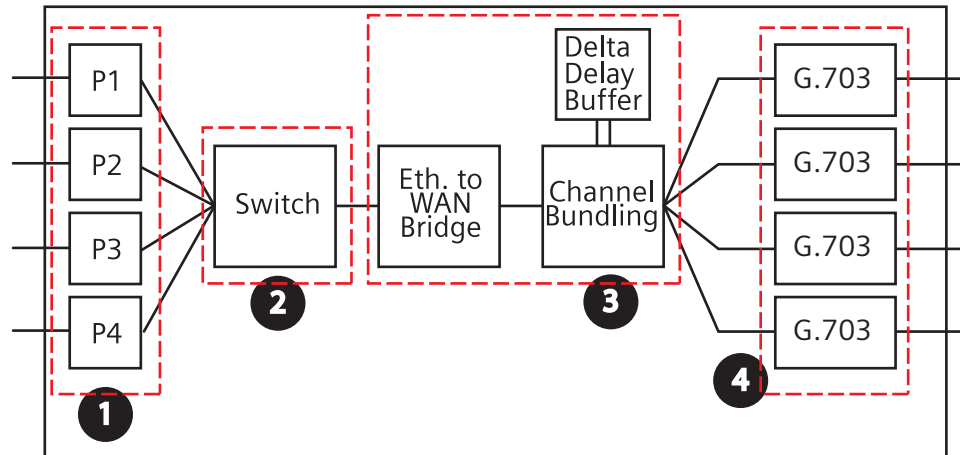 P1
P2
P3
P4
1
Switch
2
Eth. to
WAN
Bridge
Delta
Delay
Buffer
Channel
Bundling
3
G.703
G.703
G.703
G.703
4